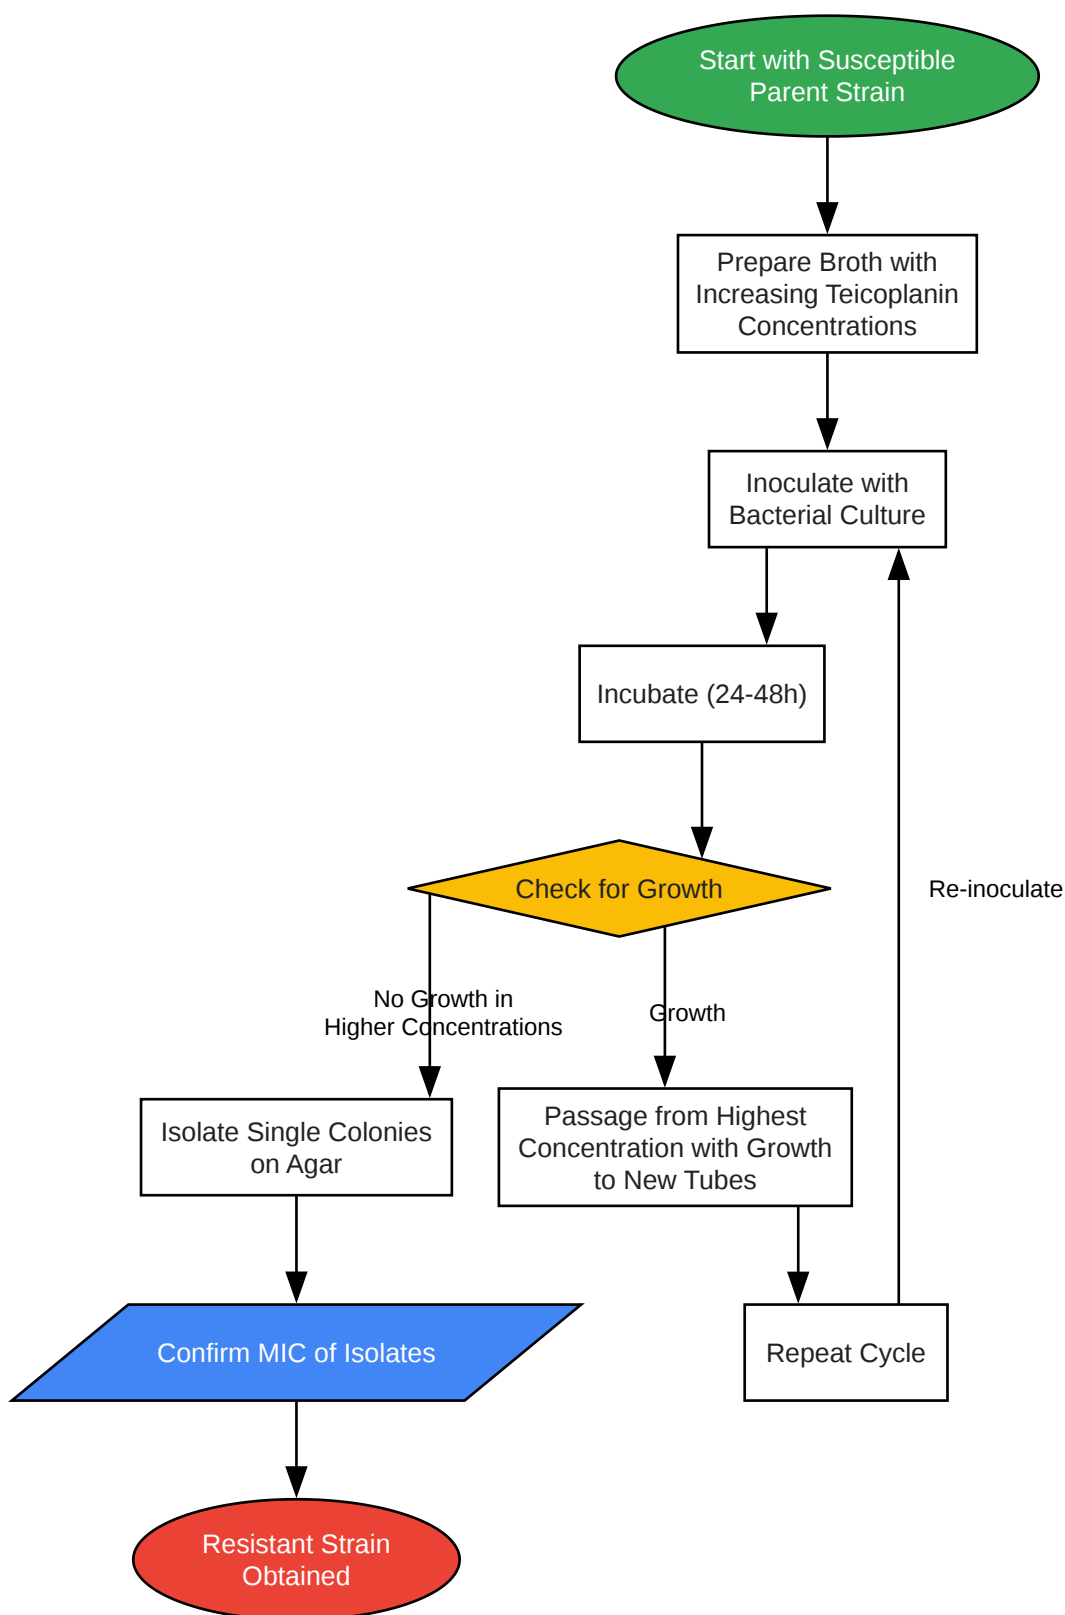 Start with Susceptible
Parent Strain
Prepare Broth with
Increasing Teicoplanin
Concentrations
Inoculate with
Bacterial Culture
Incubate (24-48h)
Check for Growth
Re-inoculate
No Growth in
Higher Concentrations
Growth
Isolate Single Colonies
on Agar
Passage from Highest
Concentration with Growth
to New Tubes
Confirm MIC of Isolates
Repeat Cycle
Resistant Strain
Obtained